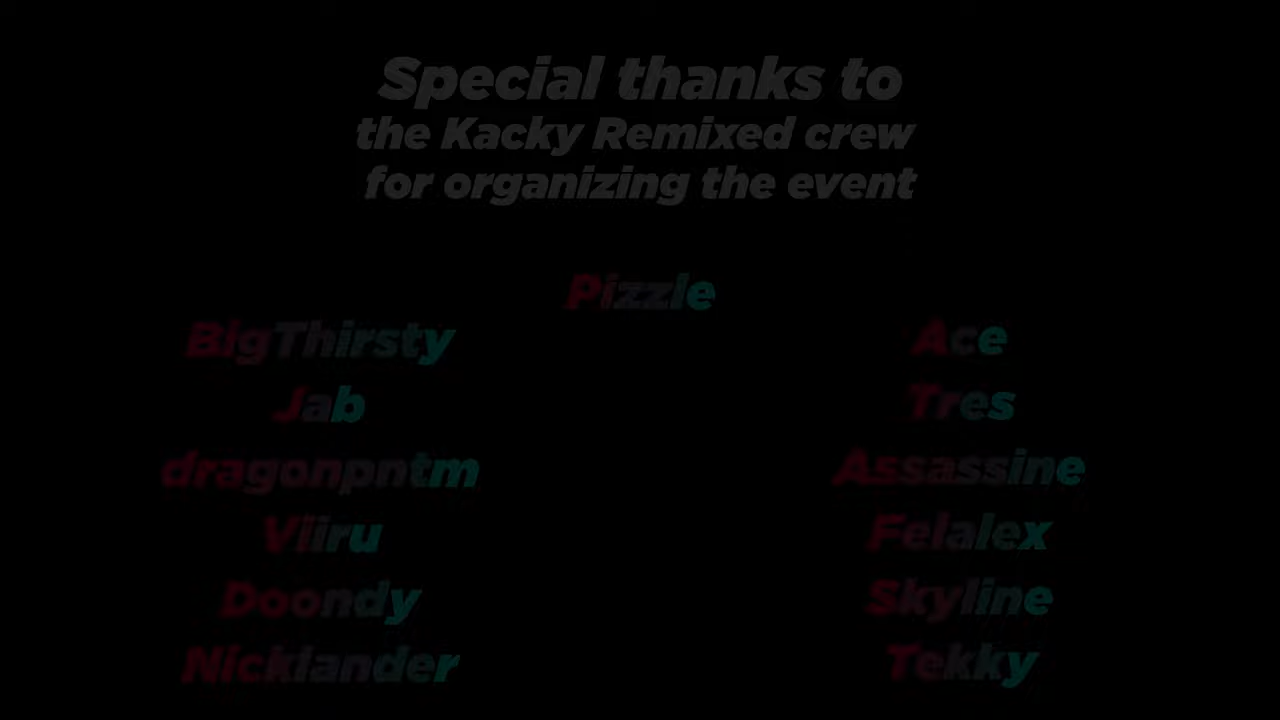 Special thanks to
the Kacky Remixed crew
for organizing the event
Pizzle
BigThirsty
Ace
Jab
Tres
dragonpntm
Assassine
Viiru
Felalex
Doondy
Skyline
Nicklander
Tekky